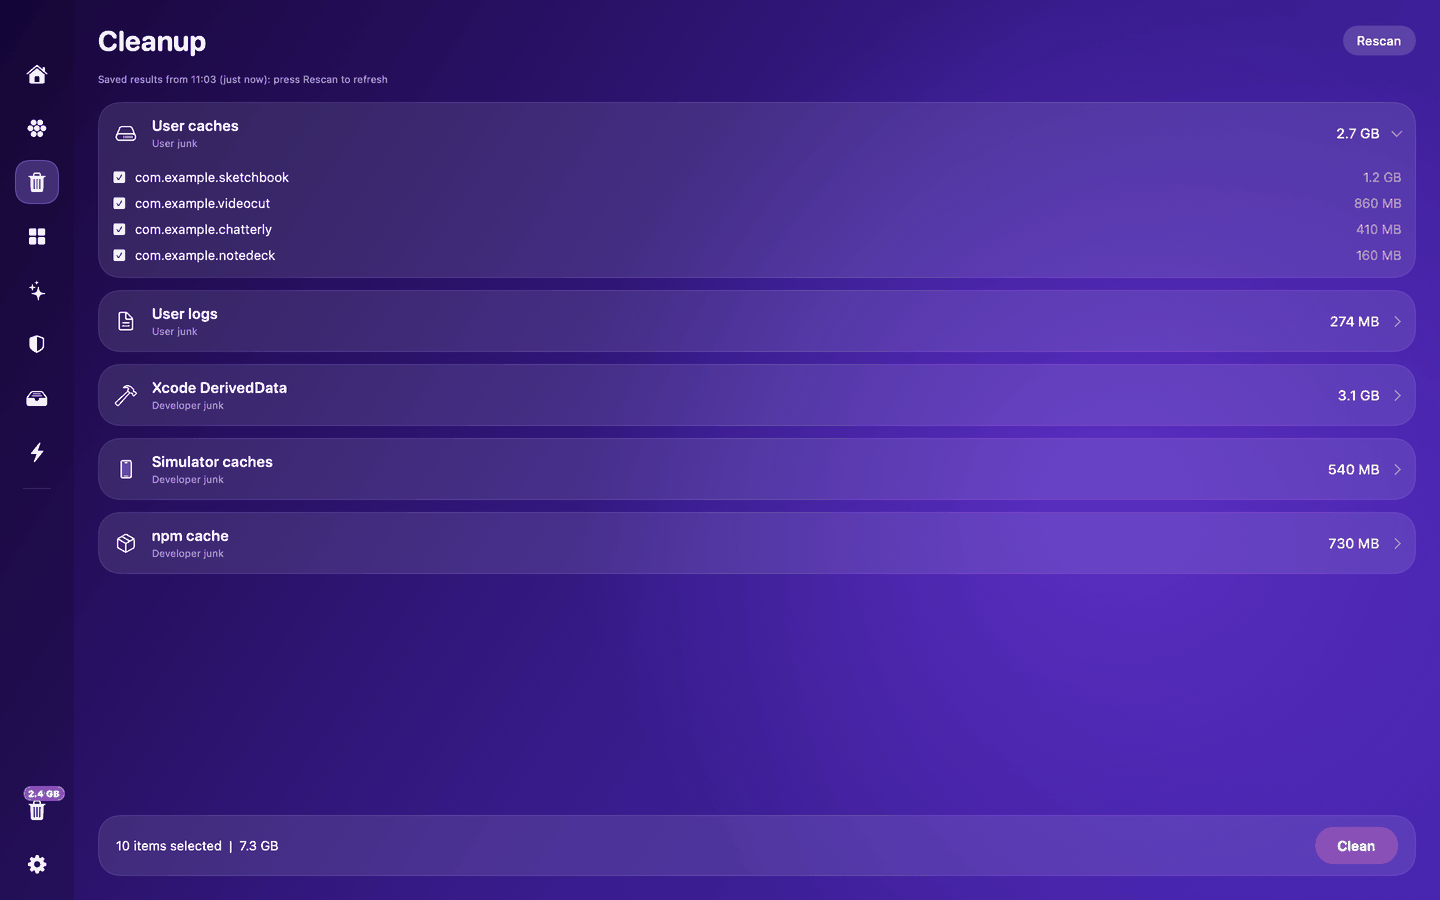 Cleanup
Rescan
Saved results from 11:03 (just now): press Rescan to refresh
User caches
User junk
2.7 GB
com.example.sketchbook 1.2 GB
com.example.videocut 860 MB
com.example.chatterly 410 MB
com.example.notedeck 160 MB
User logs
User junk
274 MB
Xcode DerivedData
Developer junk
3.1 GB
Simulator caches
Developer junk
540 MB
npm cache
Developer junk
730 MB
2.4 GB
10 items selected | 7.3 GB
Clean